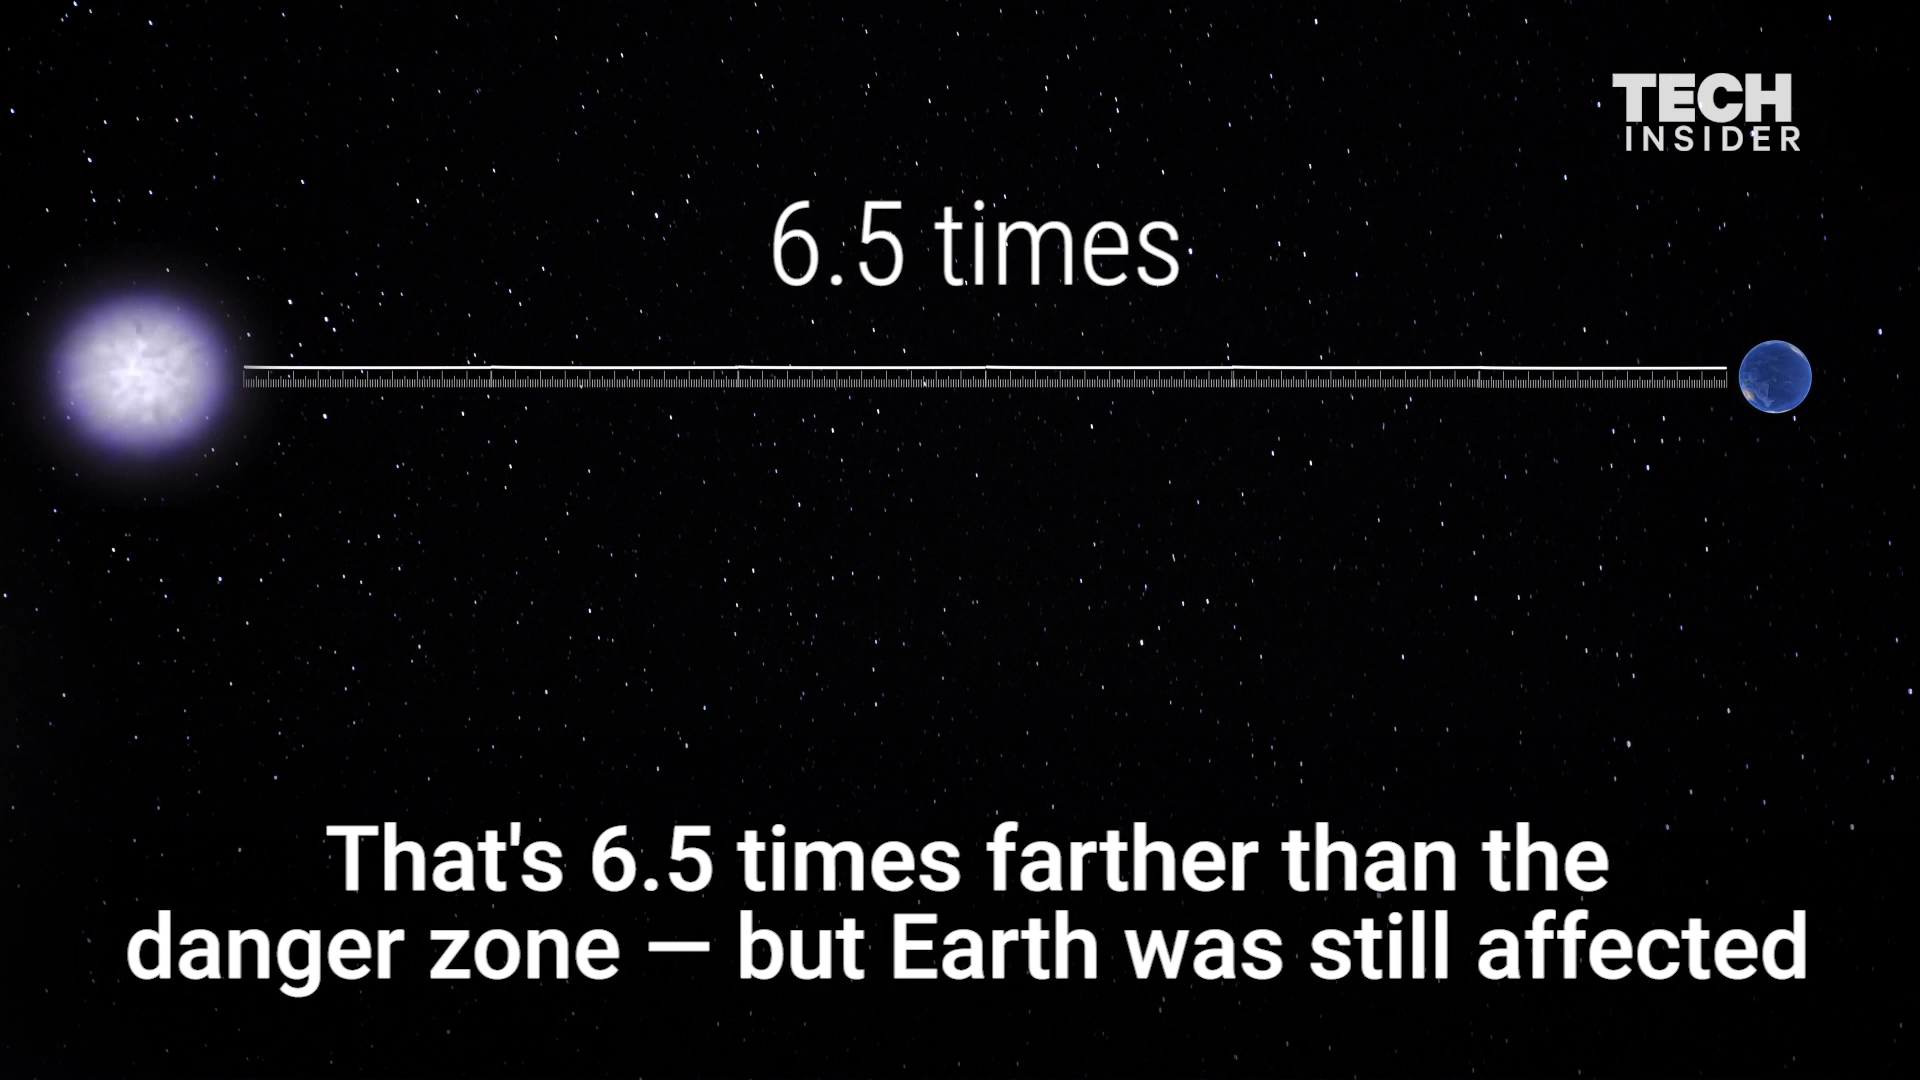 TECH
INSIDER
6.5 times
That's 6.5 times farther than the
danger zone — but Earth was still affected